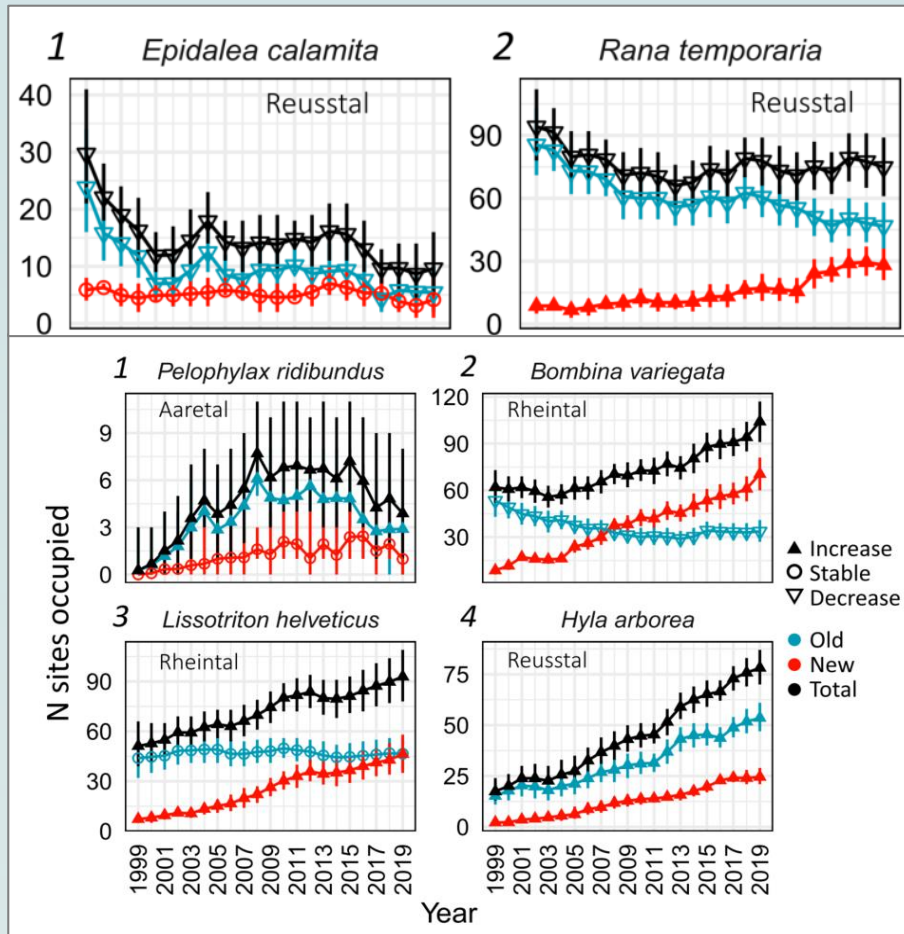 1 Epidalea calamita
Reusstal
40
30
20
10
0
2 Rana temporaria
Reusstal
90
60
30
0
1 Pelophylax ridibundus
Aaretal
9
6
3
0
2 Bombina variegata
Rheintal
120
90
60
30
Increase
Stable
Decrease
Old
New
Total
3 Lissotriton helveticus
Rheintal
90
60
30
0
4 Hyla arborea
Reusstal
75
50
25
0
N sites occupied
1999 2001 2003 2005 2007 2009 2011 2013 2015 2017 2019
1999 2001 2003 2005 2007 2009 2011 2013 2015 2017 2019
Year